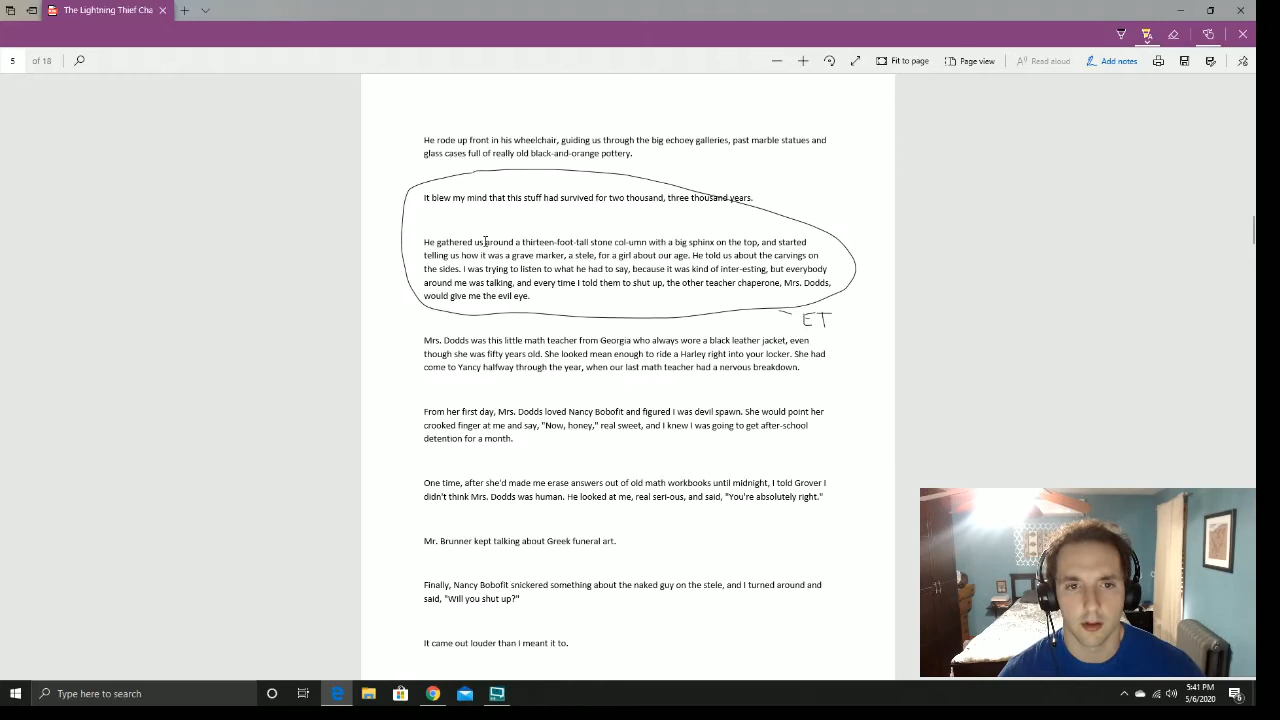 The Lightning Thief Cha
5 of 18
Fit to page
Page view
Read aloud
Add notes
He rode up front in his wheelchair, guiding us through the big echoey galleries, past marble statues and
glass cases full of really old black-and-orange pottery.
It blew my mind that this stuff had survived for two thousand, three thousand years.
He gathered us around a thirteen-foot-tall stone col-umn with a big sphinx on the top, and started
telling us how it was a grave marker, a stele, for a girl about our age. He told us about the carvings on
the sides. I was trying to listen to what he had to say, because it was kind of inter-esting, but everybody
around me was talking, and every time I told them to shut up, the other teacher chaperone, Mrs. Dodds,
would give me the evil eye.
ET
Mrs. Dodds was this little math teacher from Georgia who always wore a black leather jacket, even
though she was fifty years old. She looked mean enough to ride a Harley right into your locker. She had
come to Yancy halfway through the year, when our last math teacher had a nervous breakdown.
From her first day, Mrs. Dodds loved Nancy Bobofit and figured I was devil spawn. She would point her
crooked finger at me and say, "Now, honey," real sweet, and I knew I was going to get after-school
detention for a month.
One time, after she'd made me erase answers out of old math workbooks until midnight, I told Grover I
didn't think Mrs. Dodds was human. He looked at me, real seri-ous, and said, "You're absolutely right."
Mr. Brunner kept talking about Greek funeral art.
Finally, Nancy Bobofit snickered something about the naked guy on the stele, and I turned around and
said, "Will you shut up?"
It came out louder than I meant it to.
Type here to search
5:41 PM
5/6/2020